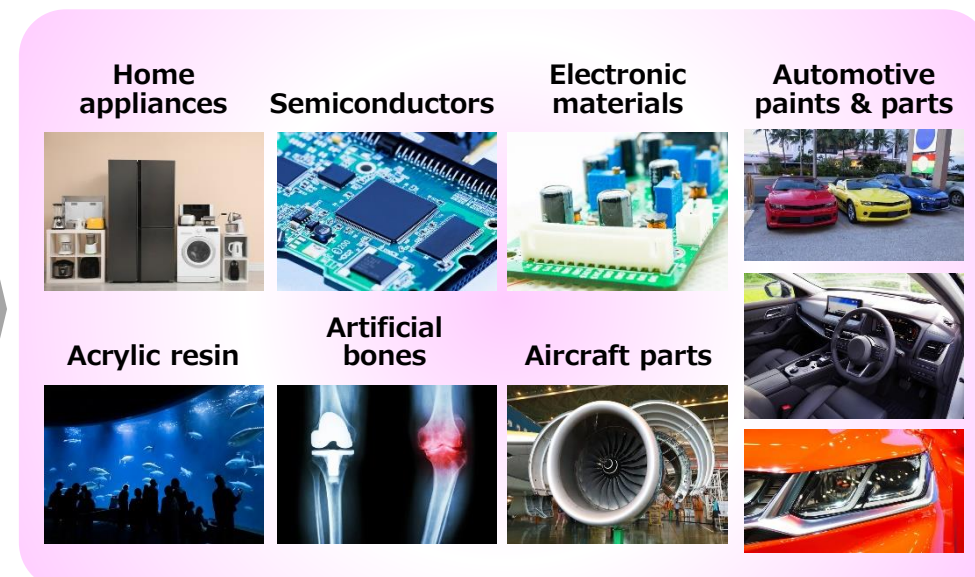 Home
appliances
Semiconductors
Electronic
materials
Automotive
paints & parts
Acrylic resin
Artificial
bones
Aircraft parts